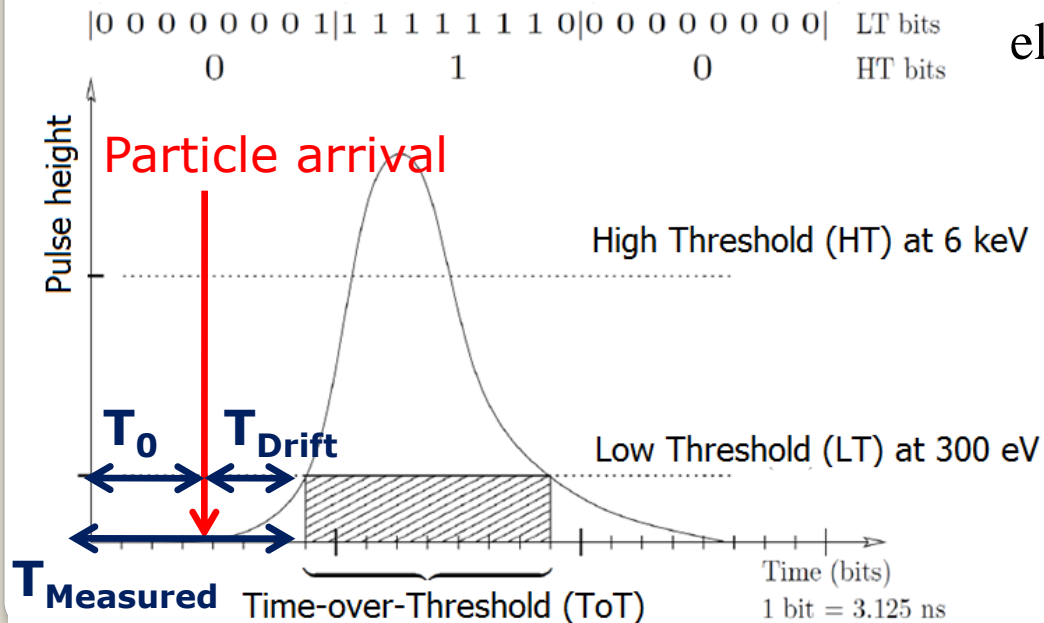 |0 0 0 0 0 0 0 1|1 1 1 1 1 1 1 0|0 0 0 0 0 0 0 0| LT bits
el
0 1 0 HT bits
Pulse height
Particle arrival
High Threshold (HT) at 6 keV
T0 TDrift
Low Threshold (LT) at 300 eV
TMeasured
Time-over-Threshold (ToT)
Time (bits)
1 bit = 3.125 ns